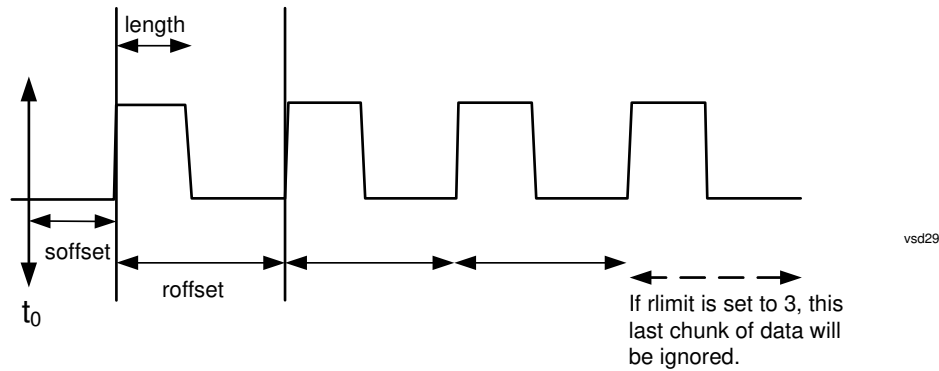 length
soffset
roffset
t0
vsd29
If rlimit is set to 3, this
last chunk of data will
be ignored.